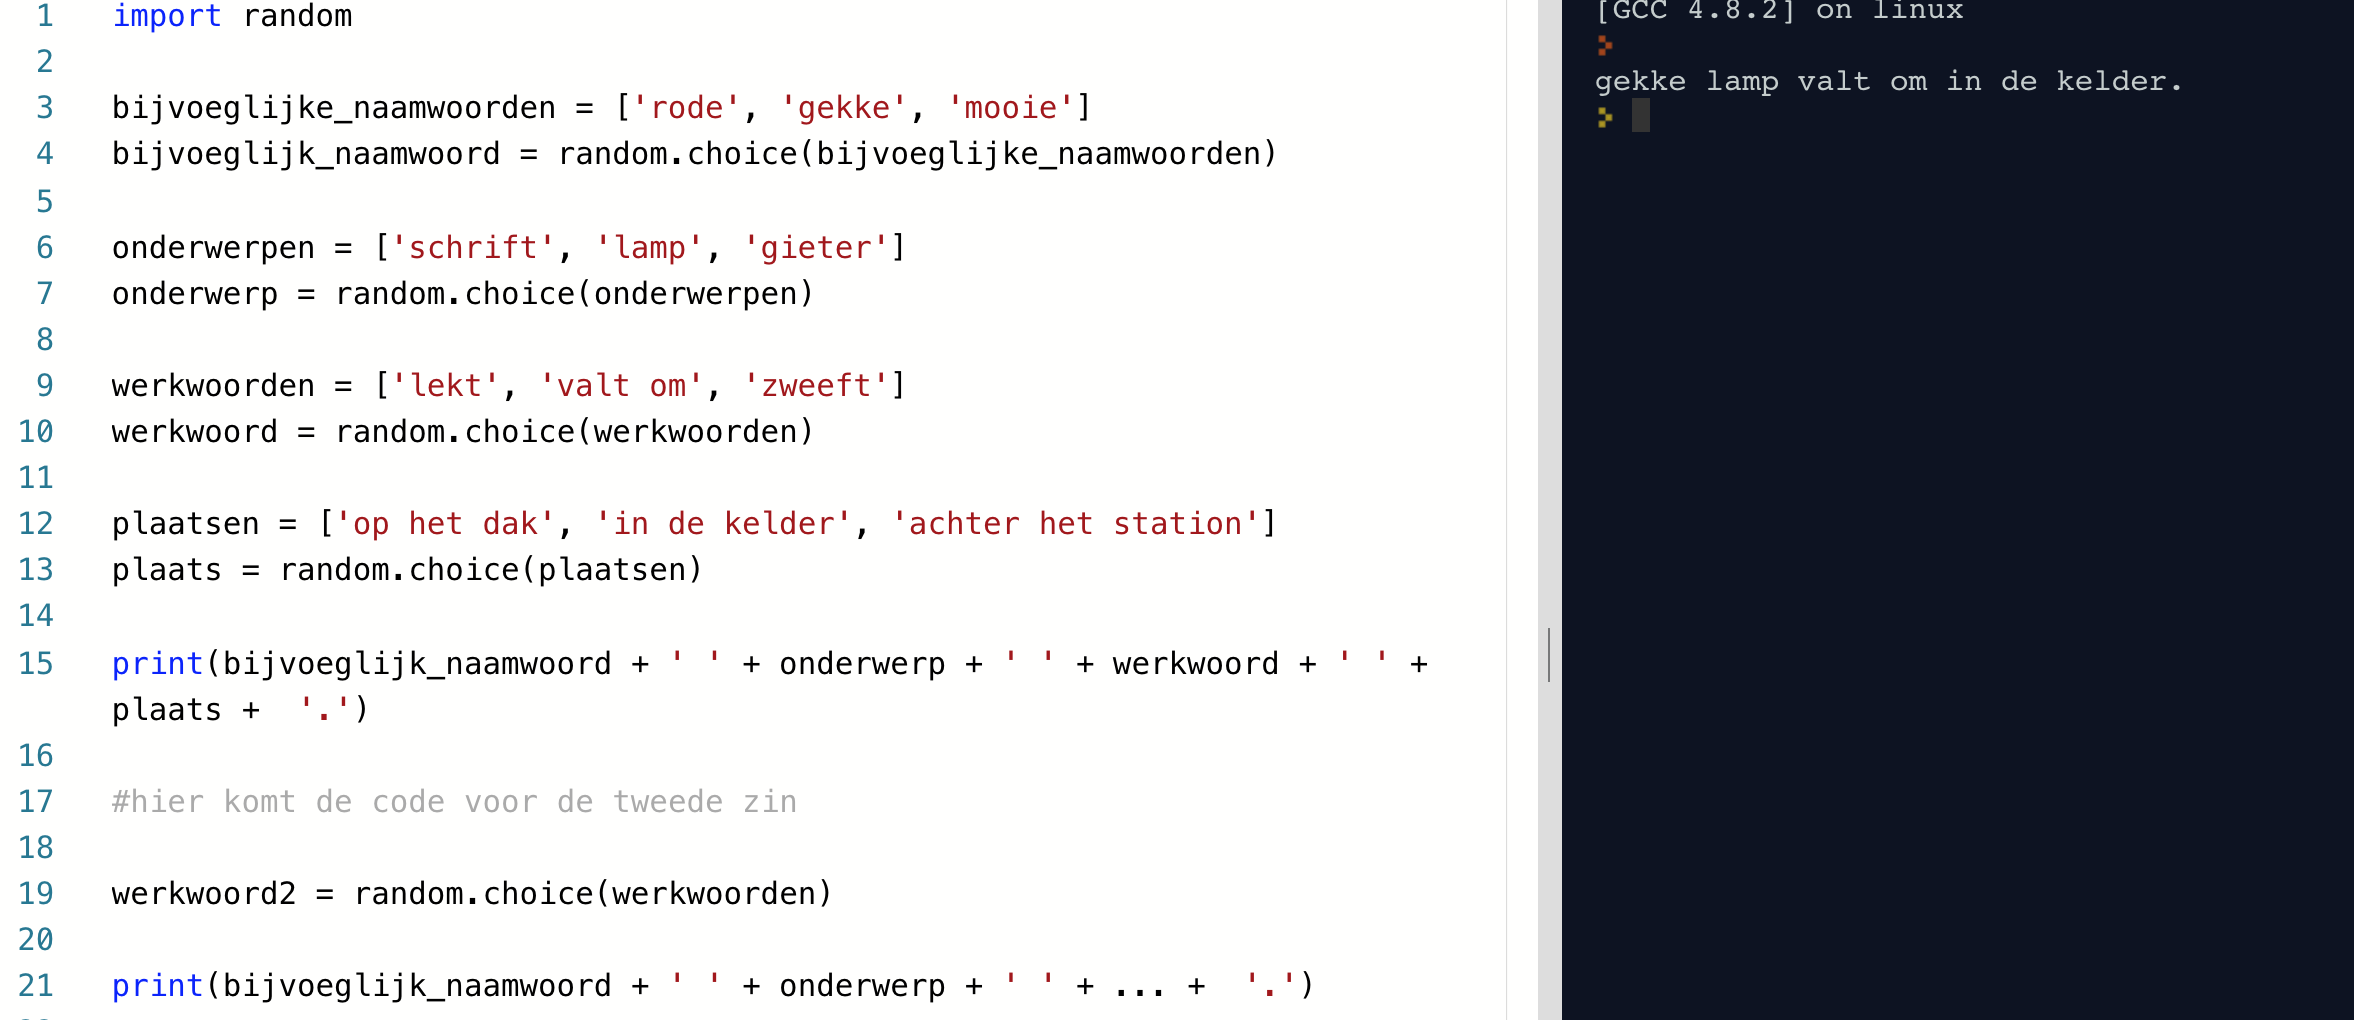 1 import random
2
3 bijvoeglijke_naamwoorden = ['rode', 'gekke', 'mooie']
4 bijvoeglijk_naamwoord = random.choice(bijvoeglijke_naamwoorden)
5
6 onderwerpen = ['schrift', 'lamp', 'gieter']
7 onderwerp = random.choice(onderwerpen)
8
9 werkwoorden = ['lekt', 'valt om', 'zweeft']
10 werkwoord = random.choice(werkwoorden)
11
12 plaatsen = ['op het dak', 'in de kelder', 'achter het station']
13 plaats = random.choice(plaatsen)
14
15 print(bijvoeglijk_naamwoord + ' ' + onderwerp + ' ' + werkwoord + ' ' +
plaats +  '.')
16
17 #hier komt de code voor de tweede zin
18
19 werkwoord2 = random.choice(werkwoorden)
20
21 print(bijvoeglijk_naamwoord + ' ' + onderwerp + ' ' + ... +  '.')
[GCC 4.8.2] on linux
>
gekke lamp valt om in de kelder.
>